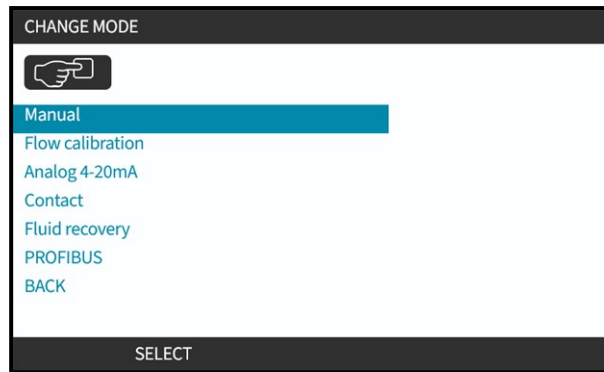 CHANGE MODE
Manual
Flow calibration
Analog 4-20mA
Contact
Fluid recovery
PROFIBUS
BACK
SELECT